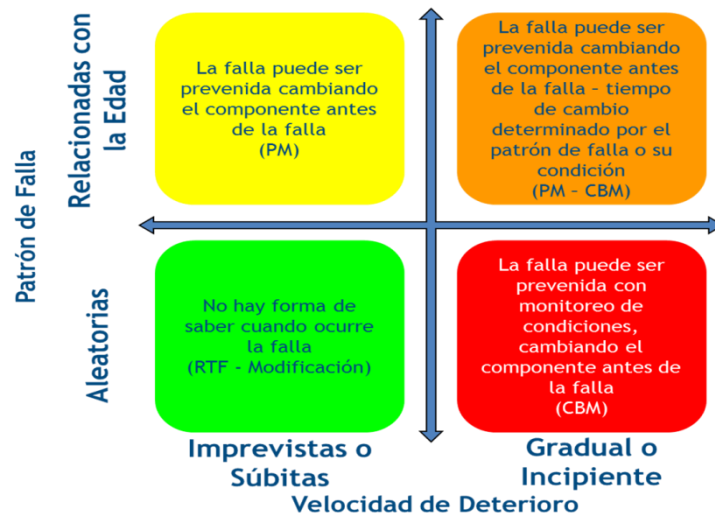 Patrón de Falla
Relacionadas con
la Edad
La falla puede ser
prevenida cambiando
el componente antes
de la falla
(PM)
La falla puede ser
prevenida cambiando
el componente antes
de la falla - tiempo
de cambio
determinado por el
patrón de falla o su
condición
(PM - CBM)
Aleatorias
No hay forma de
saber cuando ocurre
la falla
(RTF - Modificación)
La falla puede ser
prevenida con
monitoreo de
condiciones,
cambiando el
componente antes de
la falla
(CBM)
Imprevistas o
Súbitas
Gradual o
Incipiente
Velocidad de Deterioro